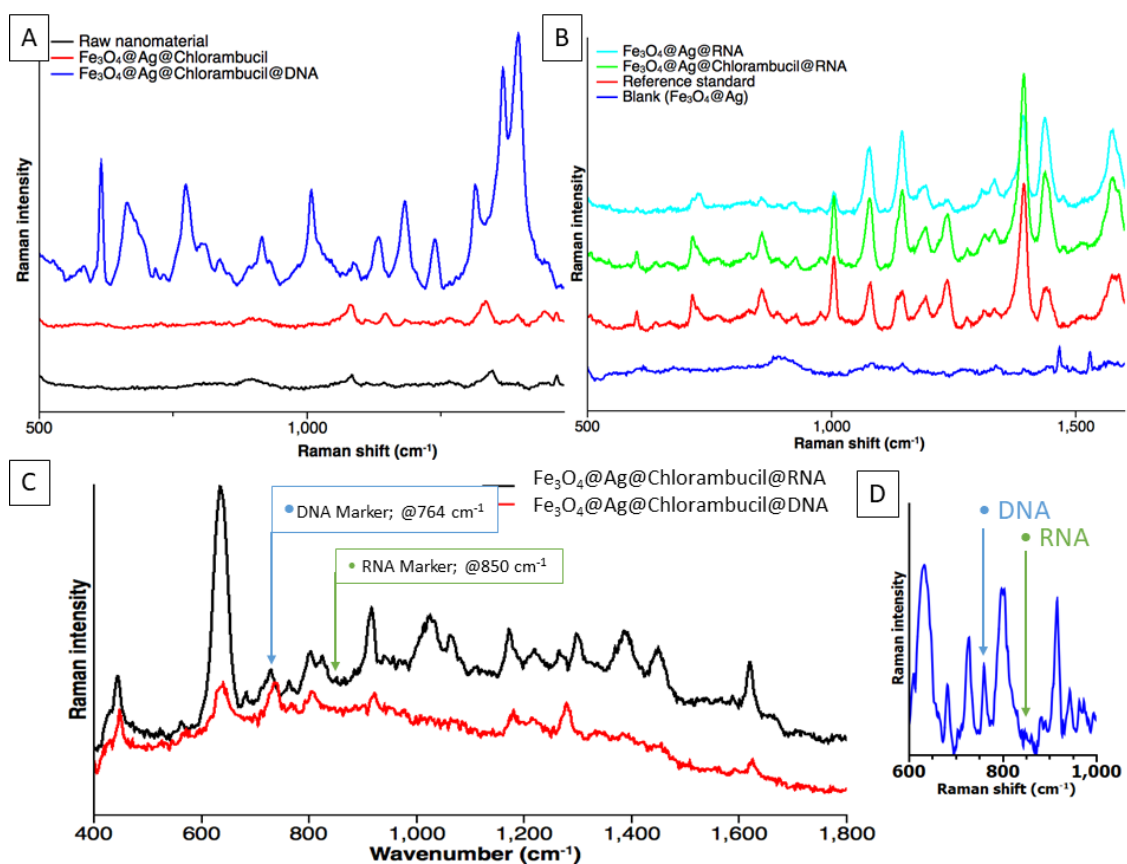 A
Raw nanomaterial
Fe₃O₄@Ag@Chlorambucil
Fe₃O₄@Ag@Chlorambucil@DNA
Raman intensity
500
1,000
Raman shift (cm⁻¹)
B
Fe₃O₄@Ag@RNA
Fe₃O₄@Ag@Chlorambucil@RNA
Reference standard
Blank (Fe₃O₄@Ag)
Raman intensity
500
1,000
1,500
Raman shift (cm⁻¹)
C
Fe₃O₄@Ag@Chlorambucil@RNA
Fe₃O₄@Ag@Chlorambucil@DNA
DNA Marker; @764 cm⁻¹
RNA Marker; @850 cm⁻¹
Raman intensity
400
600
800
1,000
1,200
1,400
1,600
1,800
Wavenumber (cm⁻¹)
D
DNA
RNA
Raman intensity
600
800
1,000
Raman shift (cm⁻¹)